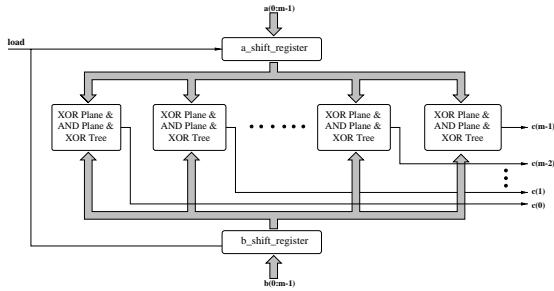 a(0:m-1)
load
a_shift_register
XOR Plane &
AND Plane &
XOR Tree
XOR Plane &
AND Plane &
XOR Tree
XOR Plane &
AND Plane &
XOR Tree
XOR Plane &
AND Plane &
XOR Tree
c(m-1)
c(m-2)
c(1)
c(0)
b_shift_register
b(0:m-1)